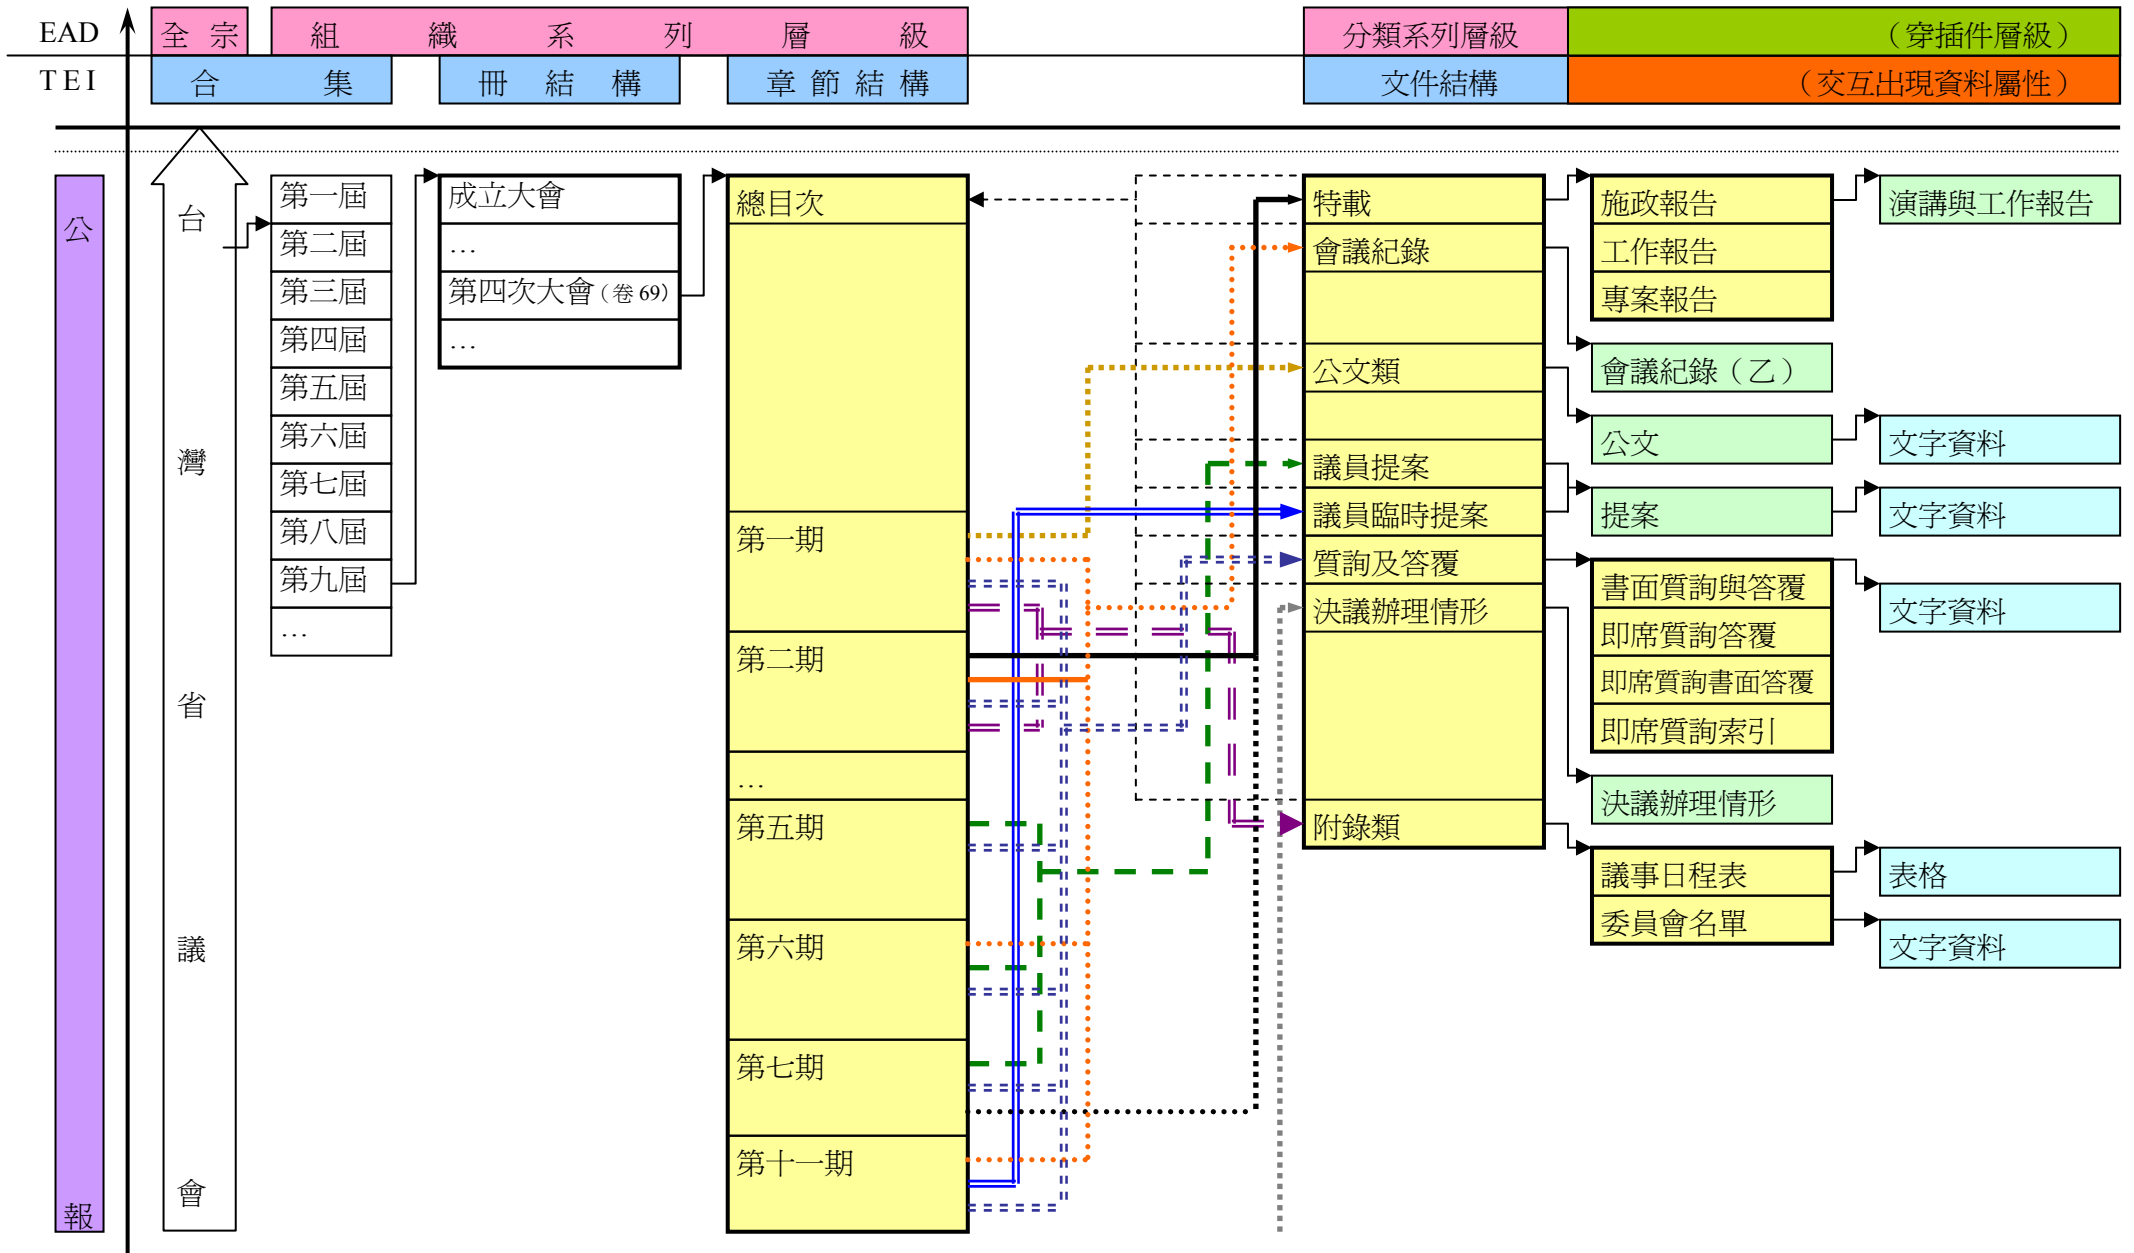 EAD
全宗
組織系列層級
分類系列層級
（穿插件層級）
TEI
合集
冊結構
章節結構
文件結構
（交互出現資料屬性）
公報
台灣省議會
第一屆
第二屆
第三屆
第四屆
第五屆
第六屆
第七屆
第八屆
第九屆
…
成立大會
…
第四次大會（卷 69）
…
總目次
第一期
第二期
…
第五期
第六期
第七期
第十一期
特載
會議紀錄
公文類
議員提案
議員臨時提案
質詢及答覆
決議辦理情形
附錄類
施政報告
工作報告
專案報告
會議紀錄（乙）
公文
提案
書面質詢與答覆
即席質詢答覆
即席質詢書面答覆
即席質詢索引
決議辦理情形
議事日程表
委員會名單
演講與工作報告
文字資料
文字資料
文字資料
表格
文字資料